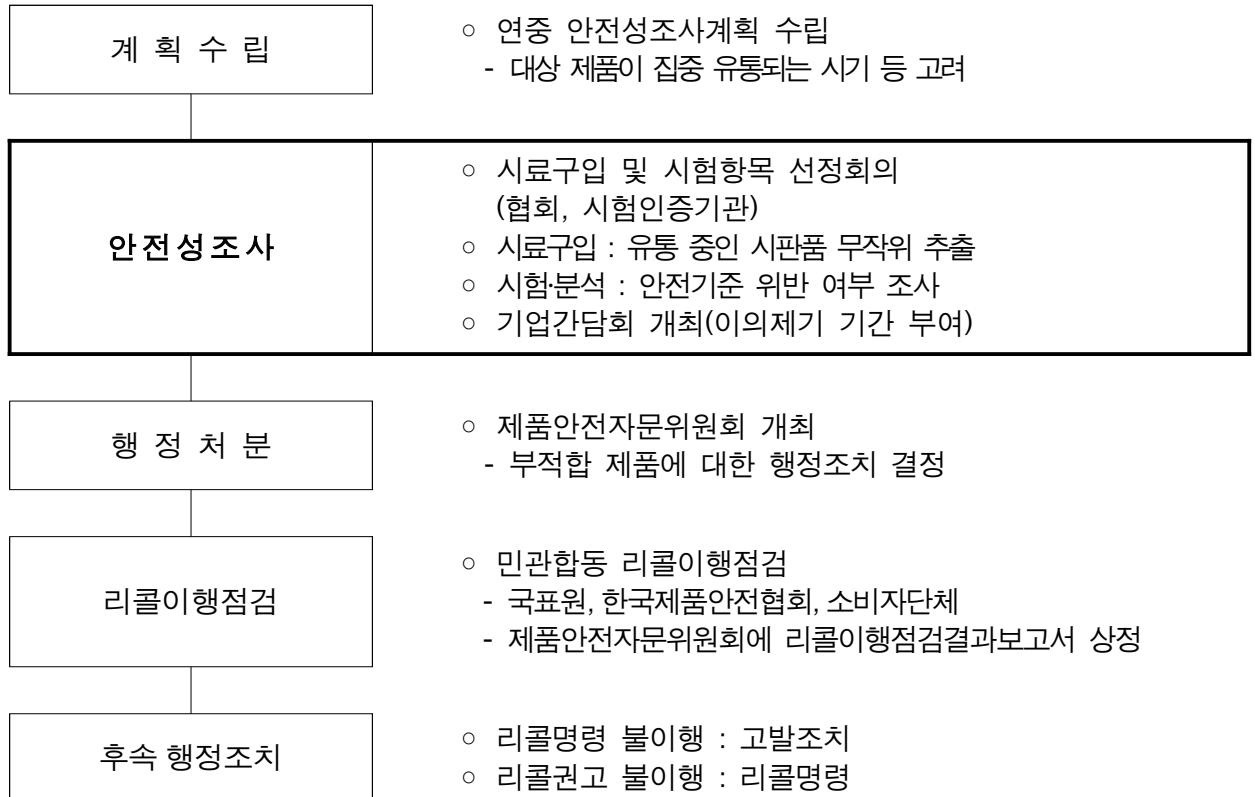 계 획 수 립
○ 연중 안전성조사계획 수립
- 대상 제품이 집중 유통되는 시기 등 고려
안전성조사
○ 시료구입 및 시험항목 선정회의
(협회, 시험인증기관)
○ 시료구입 : 유통 중인 시판품 무작위 추출
○ 시험·분석 : 안전기준 위반 여부 조사
○ 기업간담회 개최(이의제기 기간 부여)
행 정 처 분
○ 제품안전자문위원회 개최
- 부적합 제품에 대한 행정조치 결정
리콜이행점검
○ 민관합동 리콜이행점검
- 국표원, 한국제품안전협회, 소비자단체
- 제품안전자문위원회에 리콜이행점검결과보고서 상정
후속 행정조치
○ 리콜명령 불이행 : 고발조치
○ 리콜권고 불이행 : 리콜명령